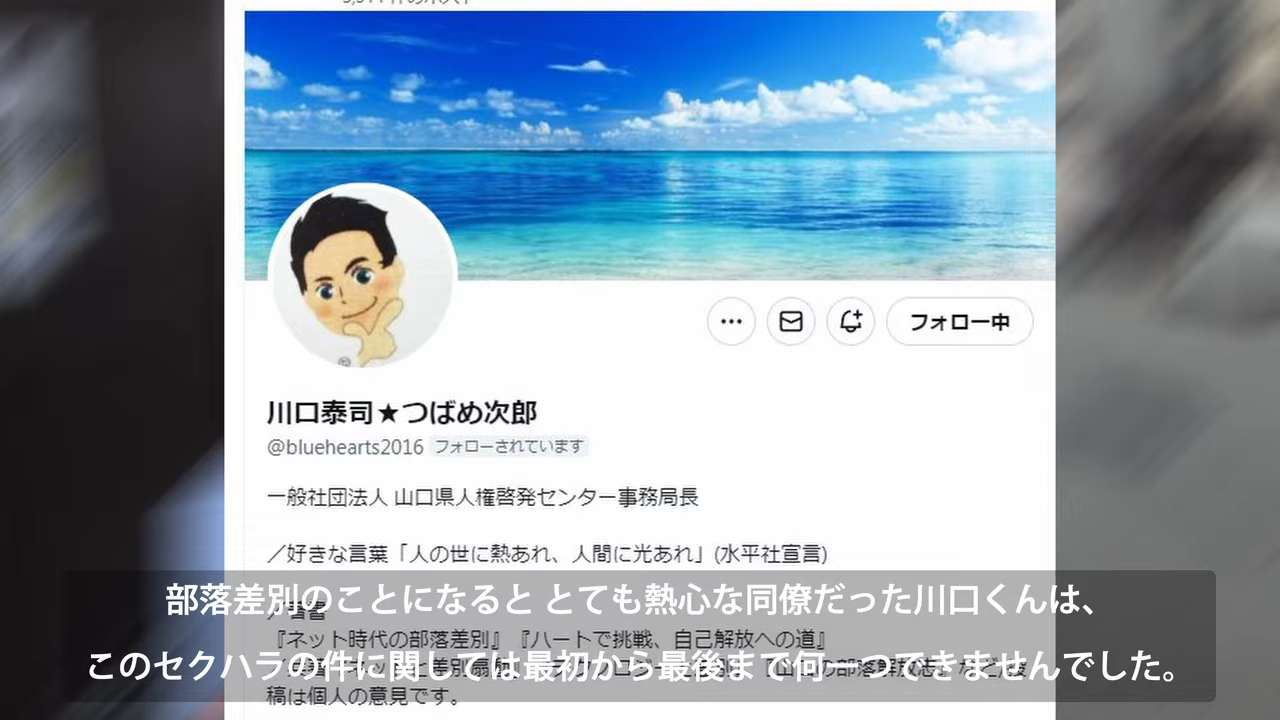 川口泰司★つばめ次郎
@bluehearts2016 フォローされています
フォロー中
一般社団法人 山口県人権啓発センター事務局長
／好きな言葉「人の世に熱あれ、人間に光あれ」(水平社宣言)
部落差別のことになると とても熱心な同僚だった川口くんは、
『ネット時代の部落差別』『ハートで挑戦、自己解放への道』
このセクハラの件に関しては最初から最後まで何一つできませんでした。
稿は個人の意見です。